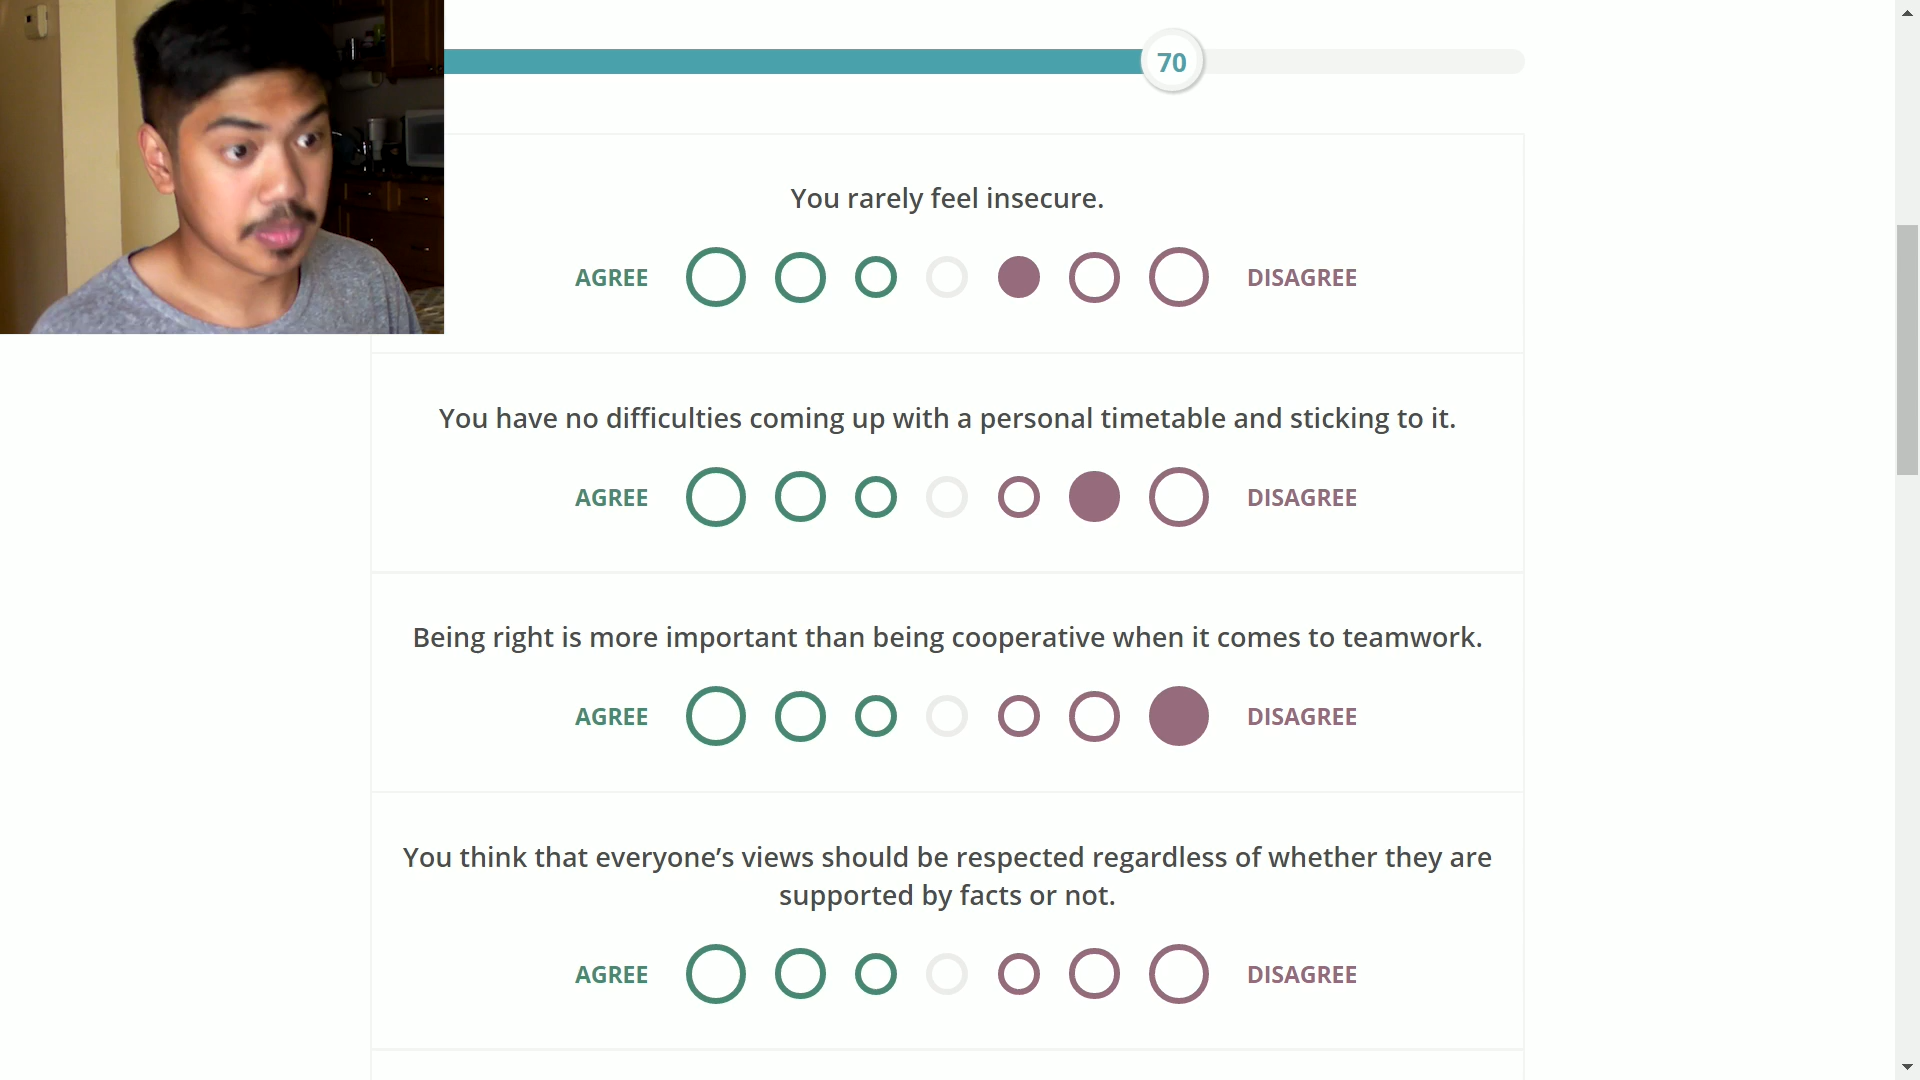 70
You rarely feel insecure.
AGREE DISAGREE
You have no difficulties coming up with a personal timetable and sticking to it.
AGREE DISAGREE
Being right is more important than being cooperative when it comes to teamwork.
AGREE DISAGREE
You think that everyone’s views should be respected regardless of whether they are
supported by facts or not.
AGREE DISAGREE